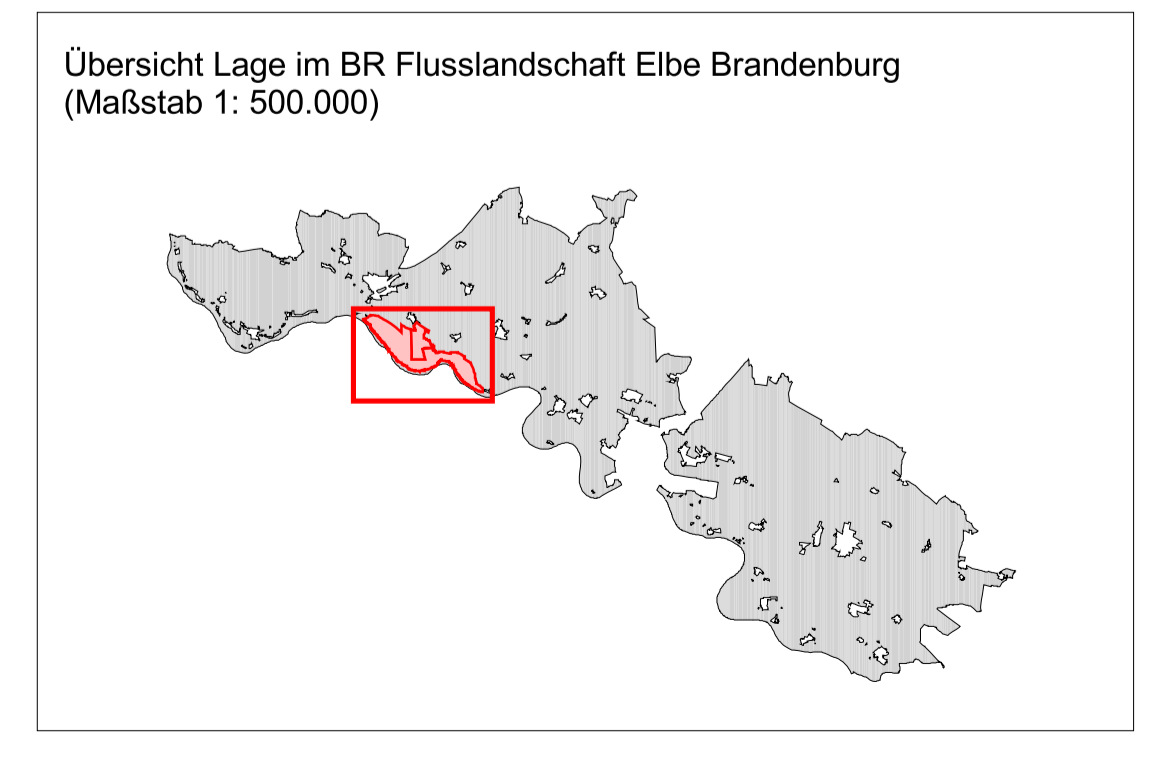 Übersicht Lage im BR Flusslandschaft Elbe Brandenburg
(Maßstab 1: 500.000)